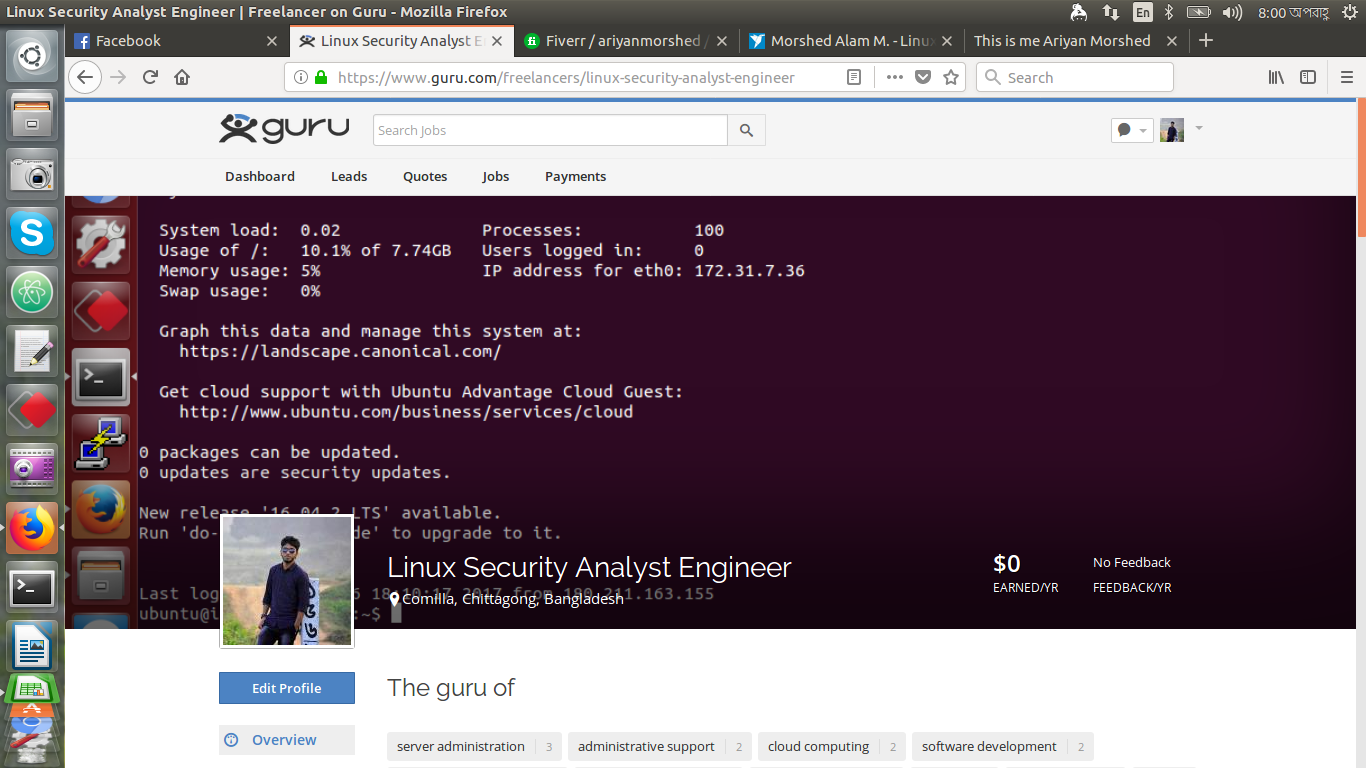 Linux Security Analyst Engineer | Freelancer on Guru - Mozilla Firefox
En 8:00 অপরাহ্ণ
Facebook
Linux Security Analyst E
Fiverr / ariyanmorshed /
Morshed Alam M. - Linux
This is me Ariyan Morshed
https://www.guru.com/freelancers/linux-security-analyst-engineer
Search
guru
Search Jobs
Dashboard Leads Quotes Jobs Payments
System load: 0.02 Processes: 100
Usage of /: 10.1% of 7.74GB Users logged in: 0
Memory usage: 5% IP address for eth0: 172.31.7.36
Swap usage: 0%
Graph this data and manage this system at:
https://landscape.canonical.com/
Get cloud support with Ubuntu Advantage Cloud Guest:
http://www.ubuntu.com/business/services/cloud
0 packages can be updated.
0 updates are security updates.
New release '16.04.2 LTS' available.
Run 'do- de' to upgrade to it.
Linux Security Analyst Engineer
$0 No Feedback
EARNED/YR FEEDBACK/YR
Last log 2017 from 180.211.163.155
Comilla, Chittagong, Bangladesh
ubuntu@i :~$
Edit Profile
The guru of
Overview
server administration 3
administrative support 2
cloud computing 2
software development 2